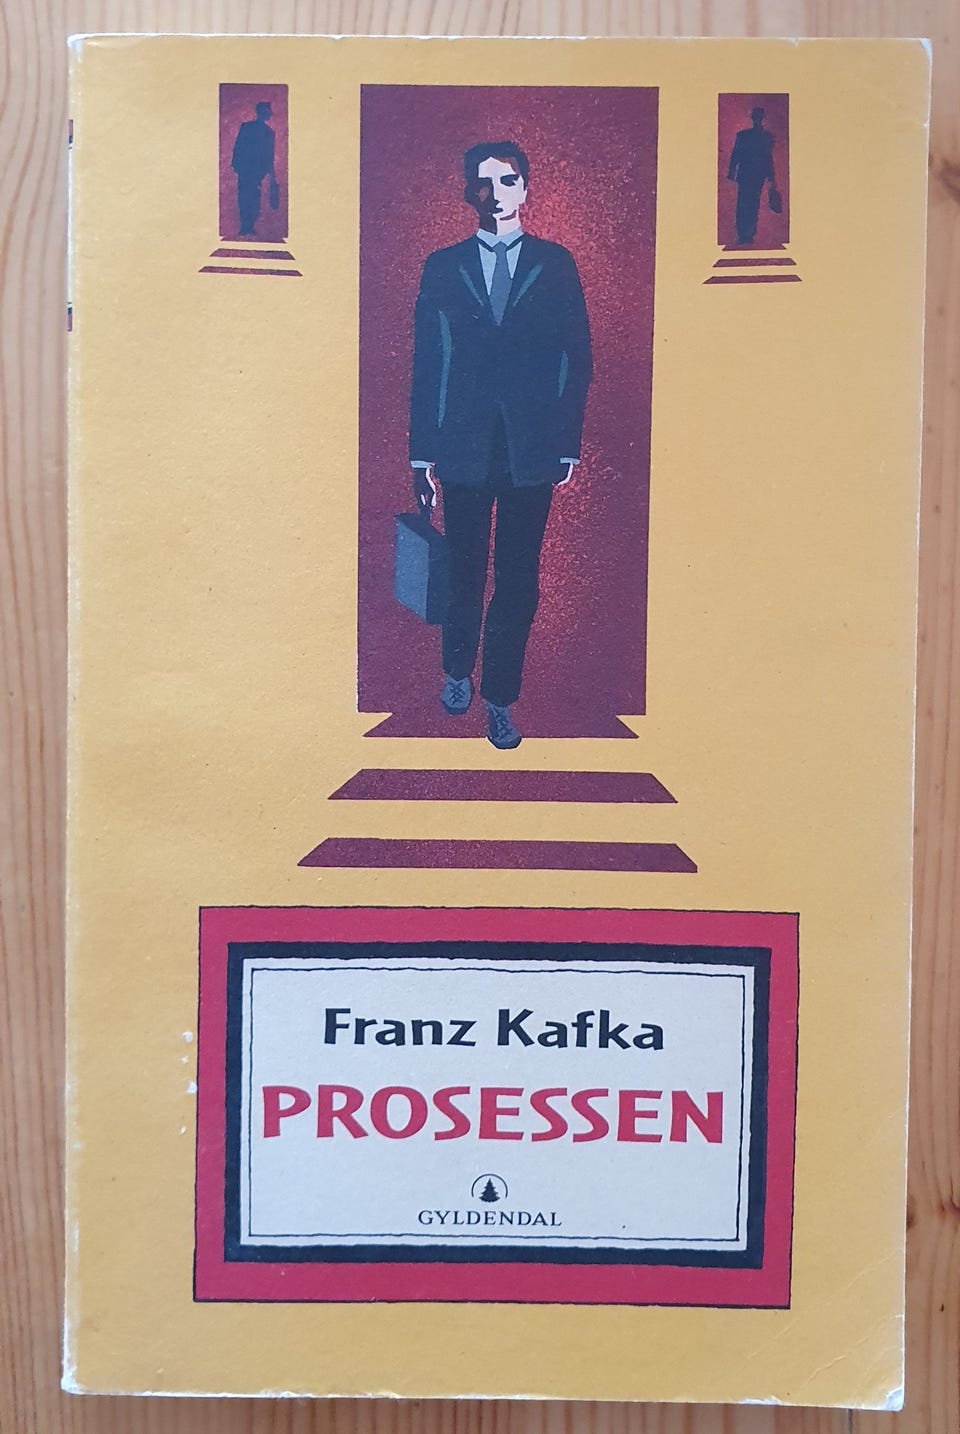 Franz Kafka
PROSESSEN
GYLDENDAL